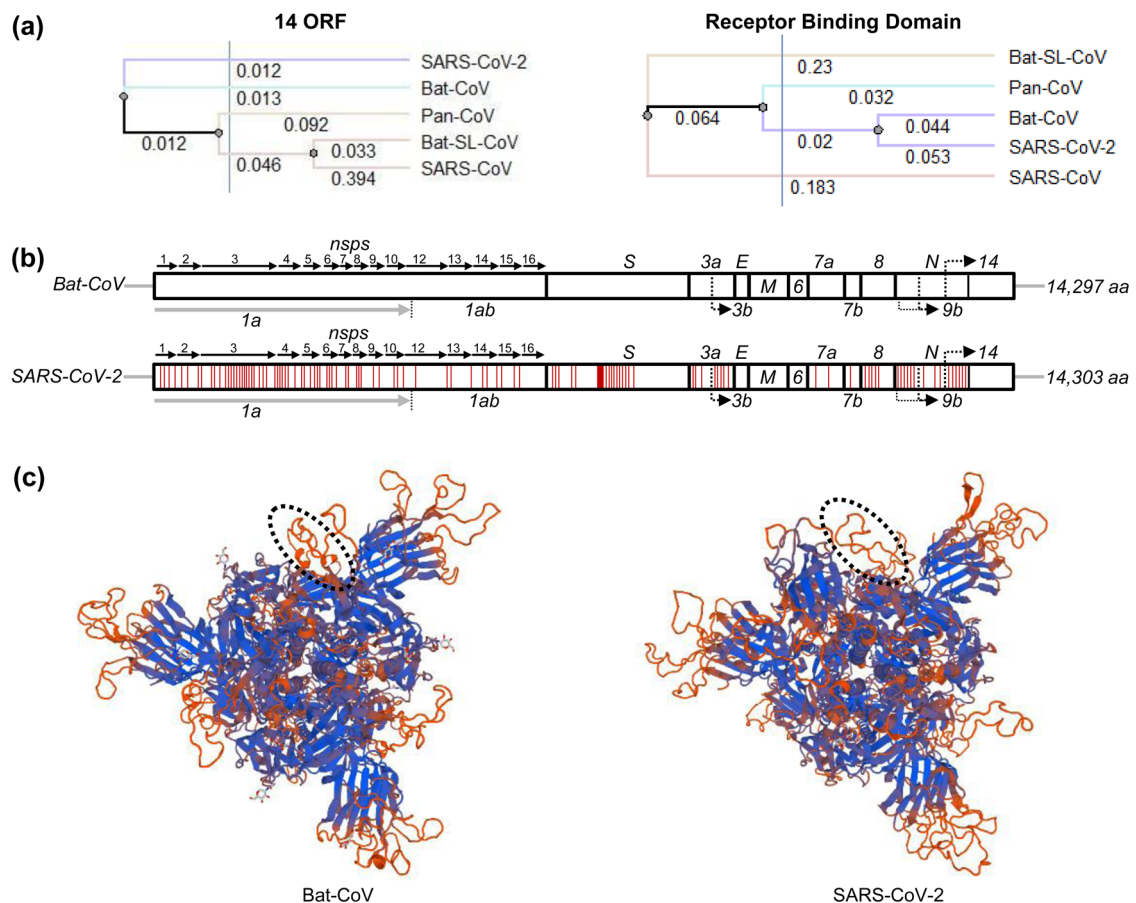 (a)
14 ORF
SARS-CoV-2
0.012
Bat-CoV
0.013
Pan-CoV
0.092
0.012
Bat-SL-CoV
0.033
0.046
SARS-CoV
0.394
Receptor Binding Domain
Bat-SL-CoV
0.23
Pan-CoV
0.032
Bat-CoV
0.064
0.044
0.02
SARS-CoV-2
0.053
SARS-CoV
0.183
(b)
nsps
1 2 3 4 5 6 7 8 9 10 12 13 14 15 16
S 3a E 7a 8 N 14
Bat-CoV M 6 14,297 aa
1a 1ab 3b 7b 9b
nsps
1 2 3 4 5 6 7 8 9 10 12 13 14 15 16
S 3a E 7a 8 N 14
SARS-CoV-2 M 6 14,303 aa
1a 1ab 3b 7b 9b
(c)
Bat-CoV
SARS-CoV-2